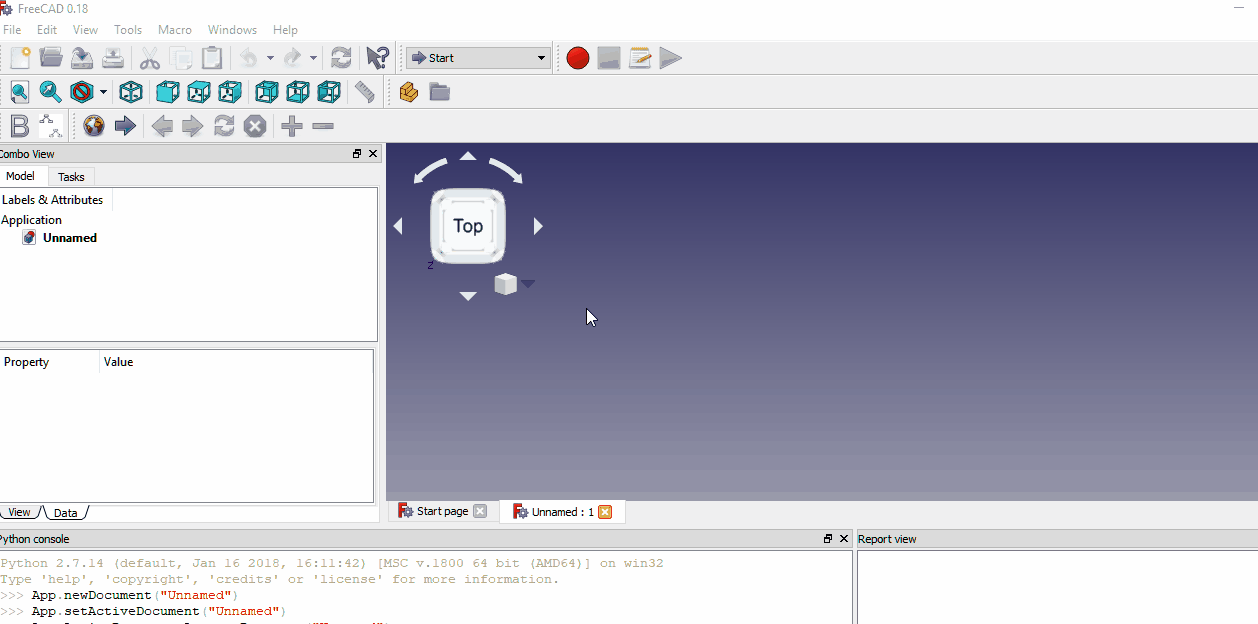 FreeCAD 0.18
File Edit View Tools Macro Windows Help
Start
B
Combo View
Model Tasks
Labels & Attributes
Application
Unnamed
Top
Z
Property Value
View Data
Start page Unnamed : 1
ython console
Report view
Python 2.7.14 (default, Jan 16 2018, 16:11:42) [MSC v.1800 64 bit (AMD64)] on win32
Type 'help', 'copyright', 'credits' or 'license' for more information.
>>> App.newDocument("Unnamed")
>>> App.setActiveDocument("Unnamed")